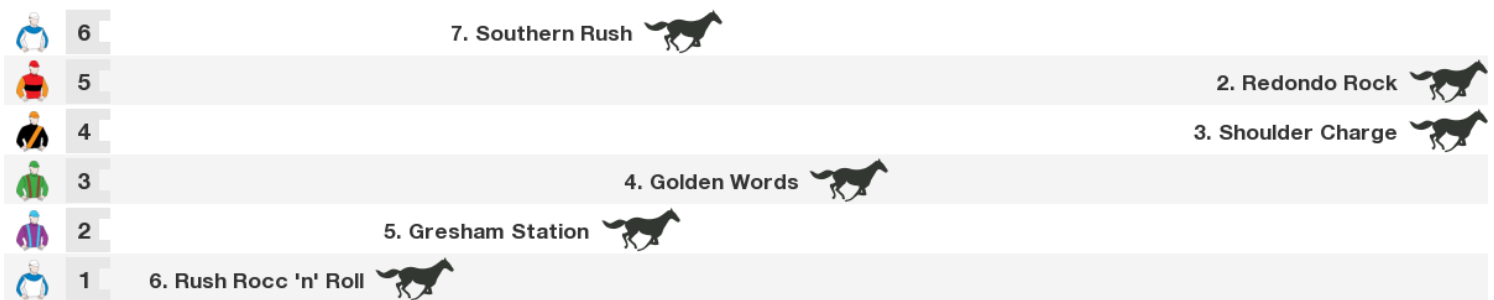 6 7. Southern Rush
5 2. Redondo Rock
4 3. Shoulder Charge
3 4. Golden Words
2 5. Gresham Station
1 6. Rush Rocc 'n' Roll